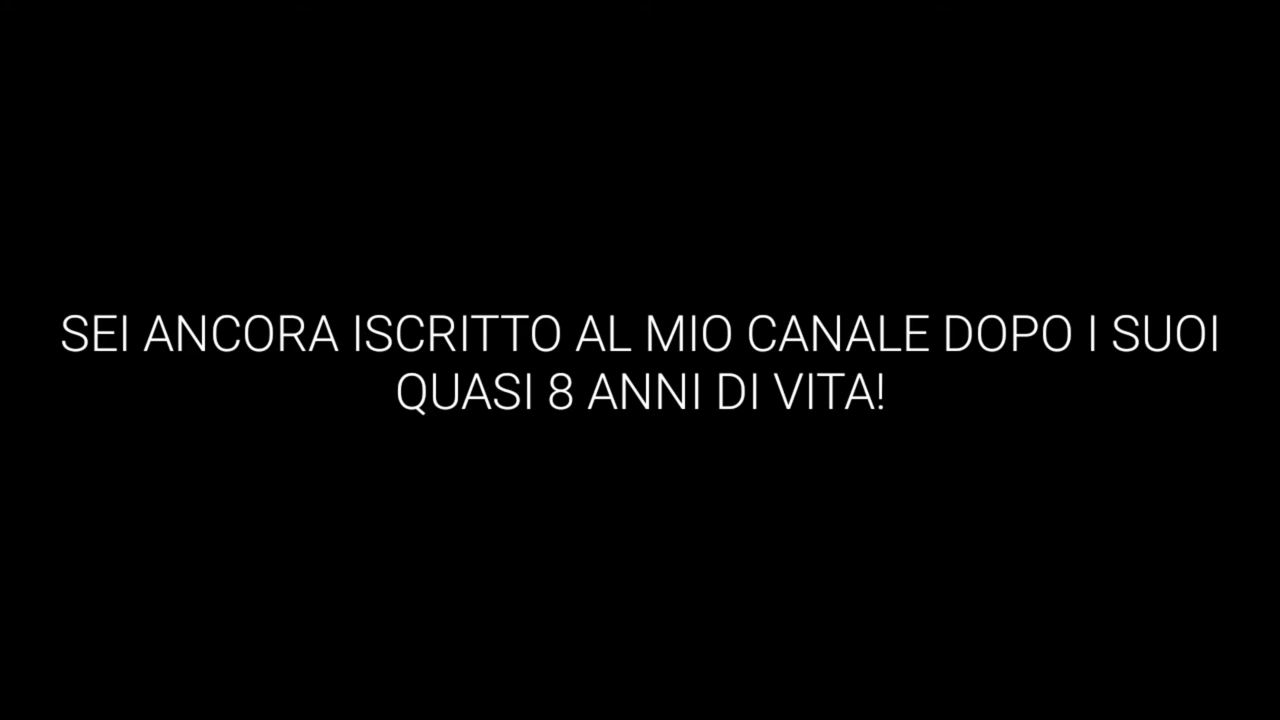 SEI ANCORA ISCRITTO AL MIO CANALE DOPO I SUOI
QUASI 8 ANNI DI VITA!